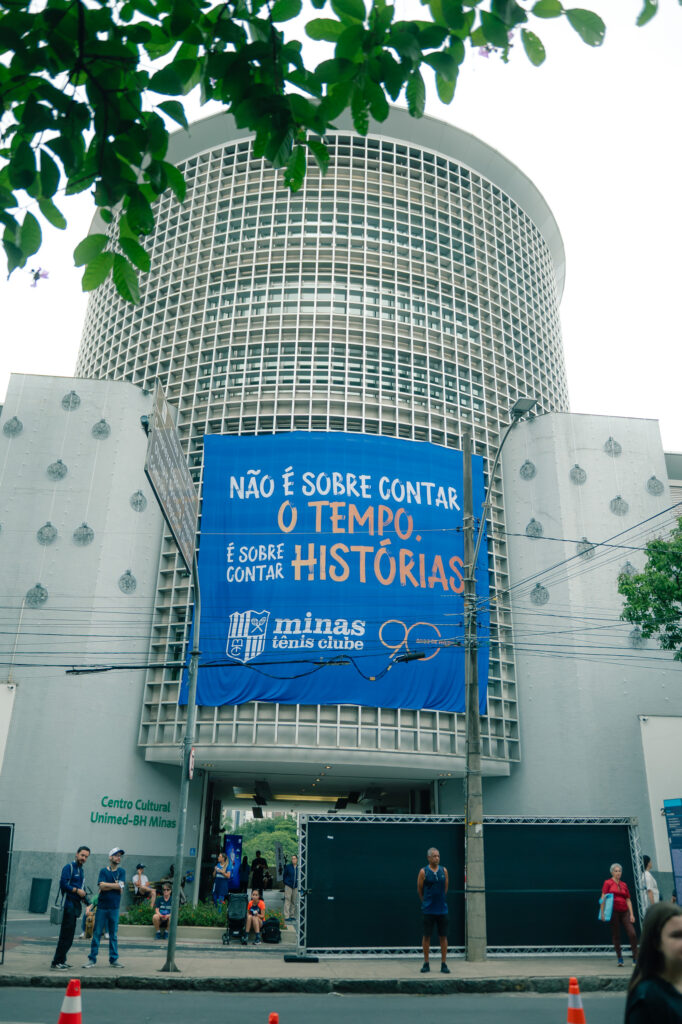 NÃO É SOBRE CONTAR
O TEMPO.
É SOBRE
CONTAR
HISTÓRIAS
minas
tênis clube
90
Centro Cultural
Unimed-BH Minas